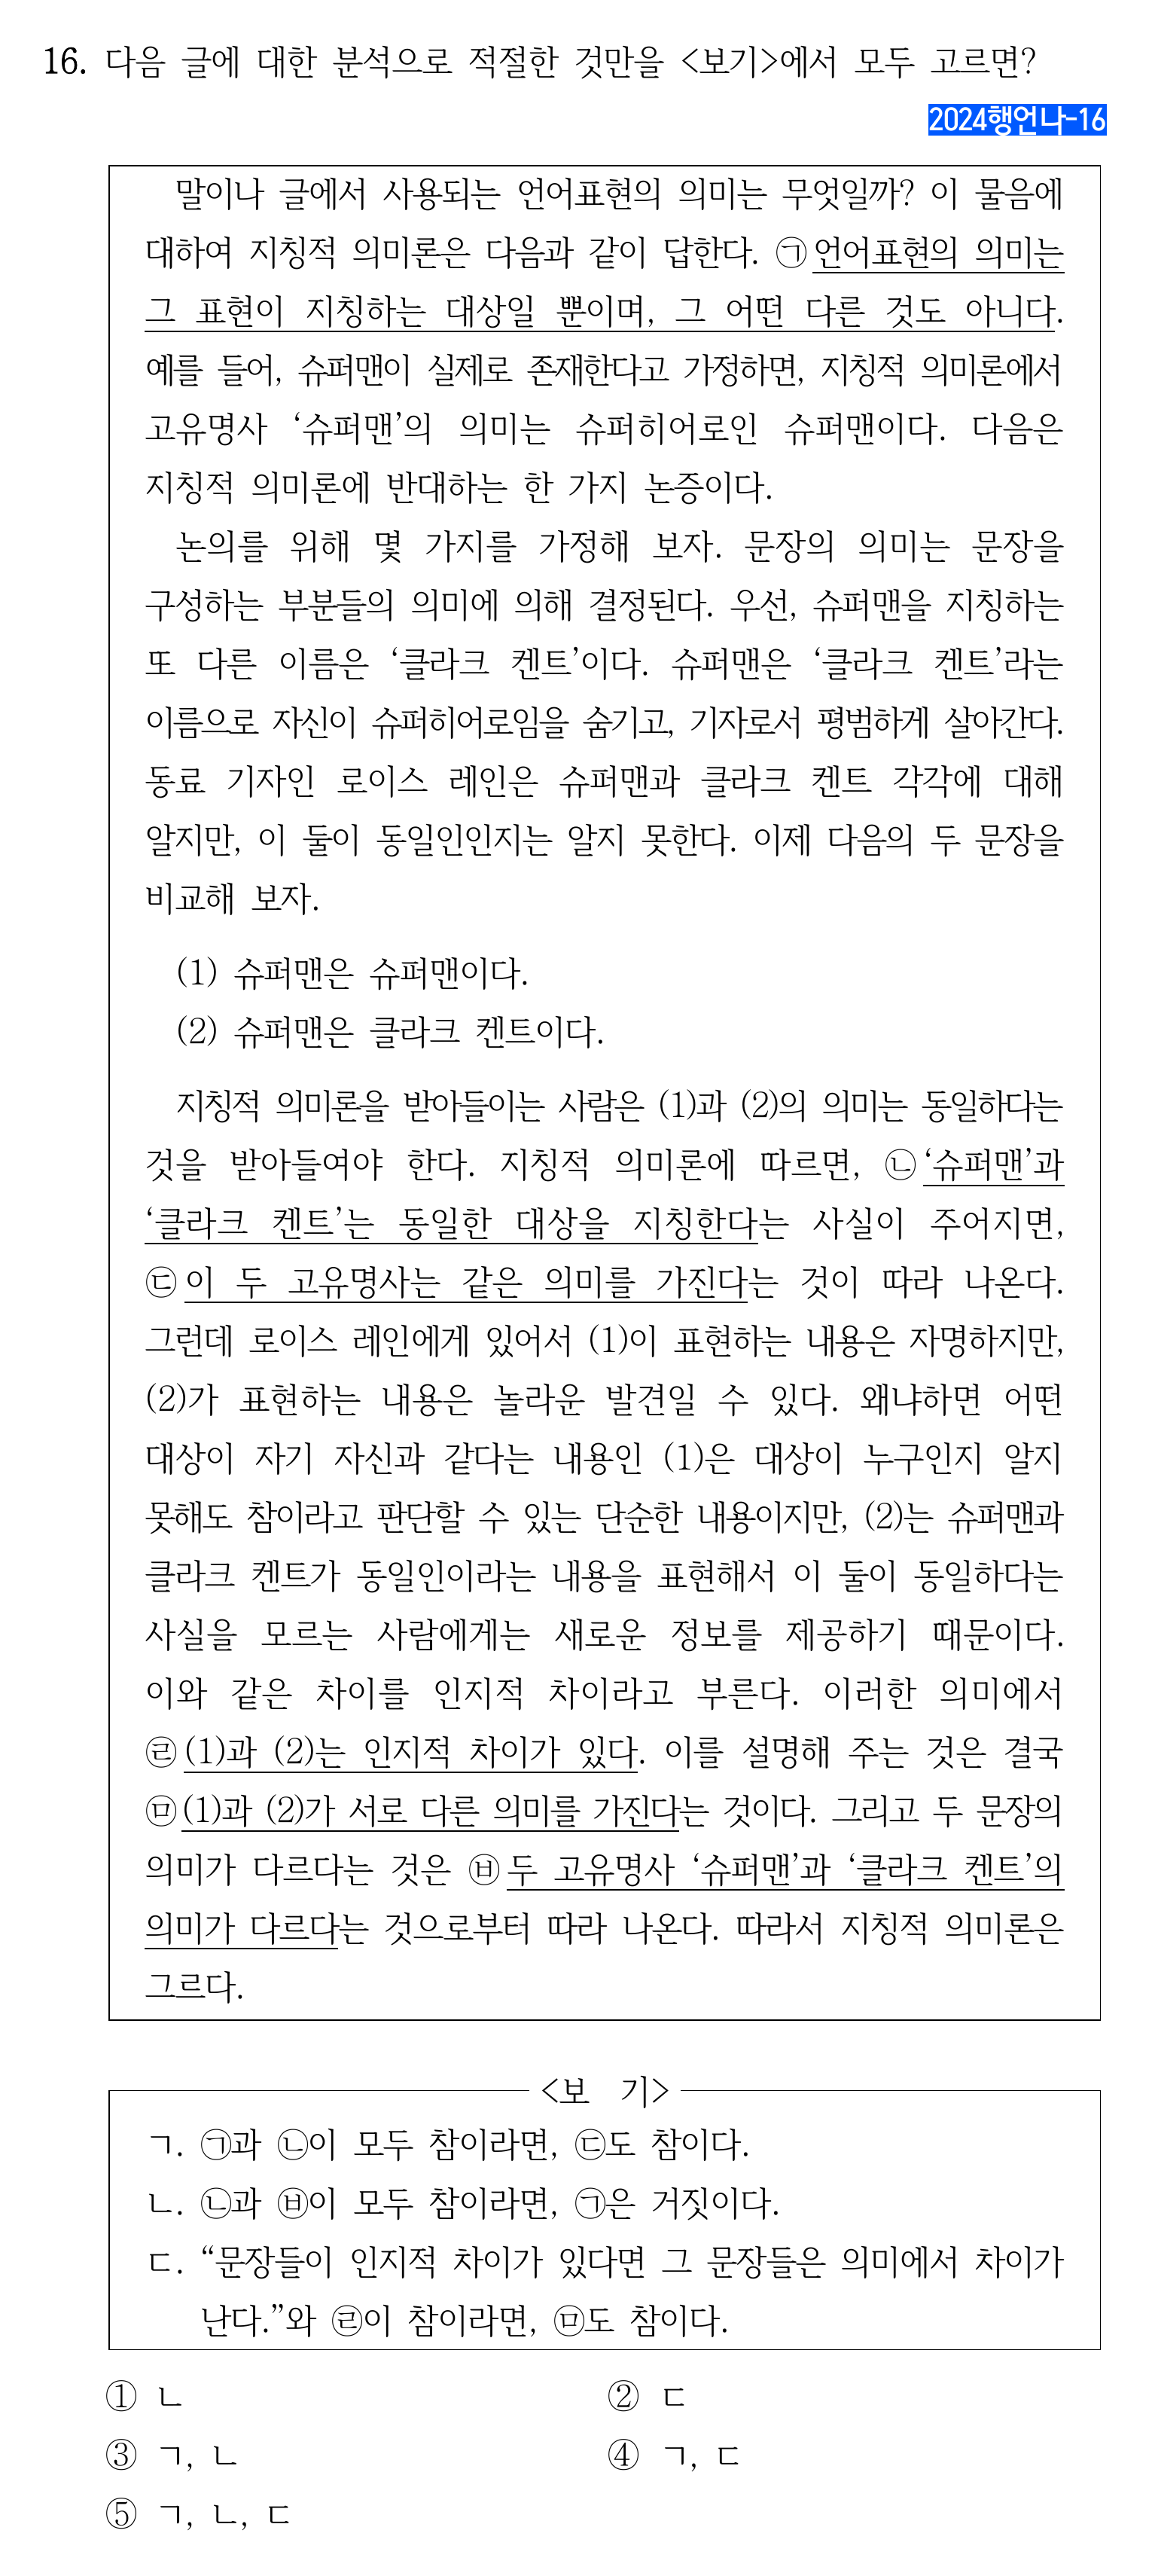 16. 다음 글에 대한 분석으로 적절한 것만을 <보기>에서 모두 고르면?
2024행언나-16
말이나 글에서 사용되는 언어표현의 의미는 무엇일까? 이 물음에
대하여 지칭적 의미론은 다음과 같이 답한다. ㉠언어표현의 의미는
그 표현이 지칭하는 대상일 뿐이며, 그 어떤 다른 것도 아니다.
예를 들어, 슈퍼맨이 실제로 존재한다고 가정하면, 지칭적 의미론에서
고유명사 ‘슈퍼맨’의 의미는 슈퍼히어로인 슈퍼맨이다. 다음은
지칭적 의미론에 반대하는 한 가지 논증이다.
논의를 위해 몇 가지를 가정해 보자. 문장의 의미는 문장을
구성하는 부분들의 의미에 의해 결정된다. 우선, 슈퍼맨을 지칭하는
또 다른 이름은 ‘클라크 켄트’이다. 슈퍼맨은 ‘클라크 켄트’라는
이름으로 자신이 슈퍼히어로임을 숨기고, 기자로서 평범하게 살아간다.
동료 기자인 로이스 레인은 슈퍼맨과 클라크 켄트 각각에 대해
알지만, 이 둘이 동일인인지는 알지 못한다. 이제 다음의 두 문장을
비교해 보자.
(1) 슈퍼맨은 슈퍼맨이다.
(2) 슈퍼맨은 클라크 켄트이다.
지칭적 의미론을 받아들이는 사람은 (1)과 (2)의 의미는 동일하다는
것을 받아들여야 한다. 지칭적 의미론에 따르면, ㉡‘슈퍼맨’과
‘클라크 켄트’는 동일한 대상을 지칭한다는 사실이 주어지면,
㉢이 두 고유명사는 같은 의미를 가진다는 것이 따라 나온다.
그런데 로이스 레인에게 있어서 (1)이 표현하는 내용은 자명하지만,
(2)가 표현하는 내용은 놀라운 발견일 수 있다. 왜냐하면 어떤
대상이 자기 자신과 같다는 내용인 (1)은 대상이 누구인지 알지
못해도 참이라고 판단할 수 있는 단순한 내용이지만, (2)는 슈퍼맨과
클라크 켄트가 동일인이라는 내용을 표현해서 이 둘이 동일하다는
사실을 모르는 사람에게는 새로운 정보를 제공하기 때문이다.
이와 같은 차이를 인지적 차이라고 부른다. 이러한 의미에서
㉣(1)과 (2)는 인지적 차이가 있다. 이를 설명해 주는 것은 결국
㉤(1)과 (2)가 서로 다른 의미를 가진다는 것이다. 그리고 두 문장의
의미가 다르다는 것은 ㉥두 고유명사 ‘슈퍼맨’과 ‘클라크 켄트’의
의미가 다르다는 것으로부터 따라 나온다. 따라서 지칭적 의미론은
그르다.
<보 기>
ㄱ. ㉠과 ㉡이 모두 참이라면, ㉢도 참이다.
ㄴ. ㉡과 ㉥이 모두 참이라면, ㉠은 거짓이다.
ㄷ. “문장들이 인지적 차이가 있다면 그 문장들은 의미에서 차이가
난다.”와 ㉣이 참이라면, ㉤도 참이다.
① ㄴ ② ㄷ
③ ㄱ, ㄴ ④ ㄱ, ㄷ
⑤ ㄱ, ㄴ, ㄷ